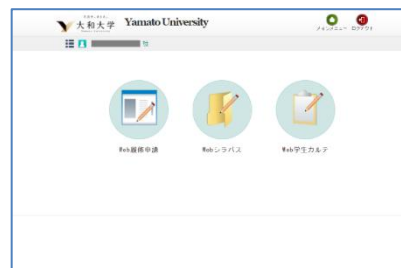 大和大学 Yamato University
メインメニュー ログアウト
Web履修申請 Webシラバス Web学生カルテ